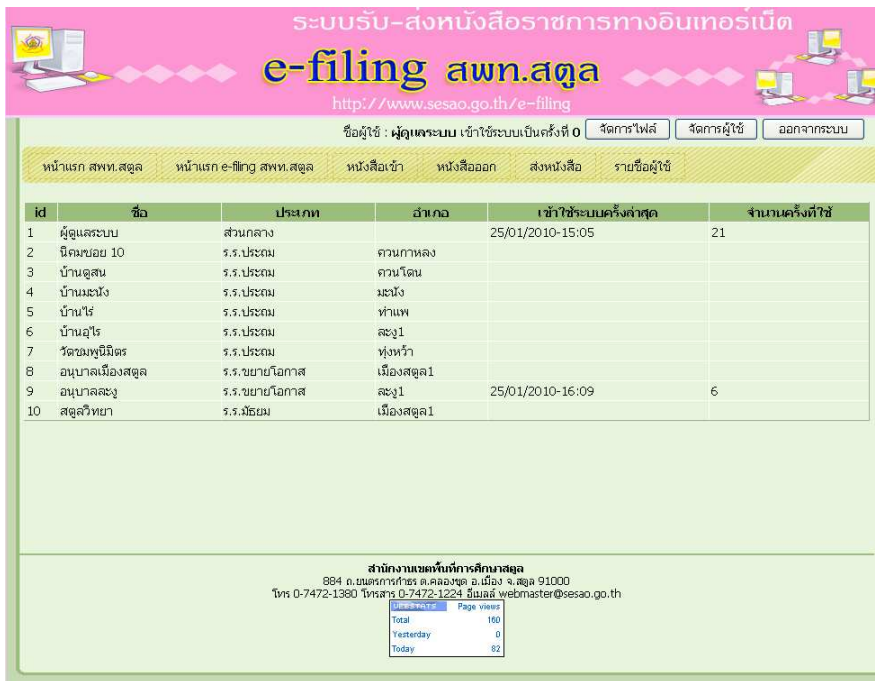 ระบบรับ-ส่งหนังสือราชการทางอินเทอร์เน็ต
e-filing สพท.สตูล
http://www.sesao.go.th/e-filing
ชื่อผู้ใช้ : ผู้ดูแลระบบ เข้าใช้ระบบเป็นครั้งที่ 0 จัดการไฟล์ จัดการผู้ใช้ ออกจากระบบ
หน้าแรก สพท.สตูล หน้าแรก e-filing สพท.สตูล หนังสือเข้า หนังสือออก ส่งหนังสือ รายชื่อผู้ใช้
id ชื่อ ประเภท อำเภอ เข้าใช้ระบบครั้งล่าสุด จำนวนครั้งที่ใช้
1 ผู้ดูแลระบบ ส่วนกลาง 25/01/2010-15:05 21
2 นิคมซอย 10 ร.ร.ประถม ควนกาหลง
3 บ้านดูสน ร.ร.ประถม ควนโดน
4 บ้านมะนัง ร.ร.ประถม มะนัง
5 บ้านไร่ ร.ร.ประถม ท่าแพ
6 บ้านอุไร ร.ร.ประถม ละงู1
7 วัดชมพูนิมิตร ร.ร.ประถม ทุ่งหว้า
8 อนุบาลเมืองสตูล ร.ร.ขยายโอกาส เมืองสตูล1
9 อนุบาลละงู ร.ร.ขยายโอกาส ละงู1 25/01/2010-16:09 6
10 สตูลวิทยา ร.ร.มัธยม เมืองสตูล1
สำนักงานเขตพื้นที่การศึกษาสตูล
884 ถ.ยนตรการกำธร ต.คลองขุด อ.เมือง จ.สตูล 91000
โทร 0-7472-1380 โทรสาร 0-7472-1224 อีเมลล์ webmaster@sesao.go.th
WEBSTATS Page views
Total 160
Yesterday 0
Today 82